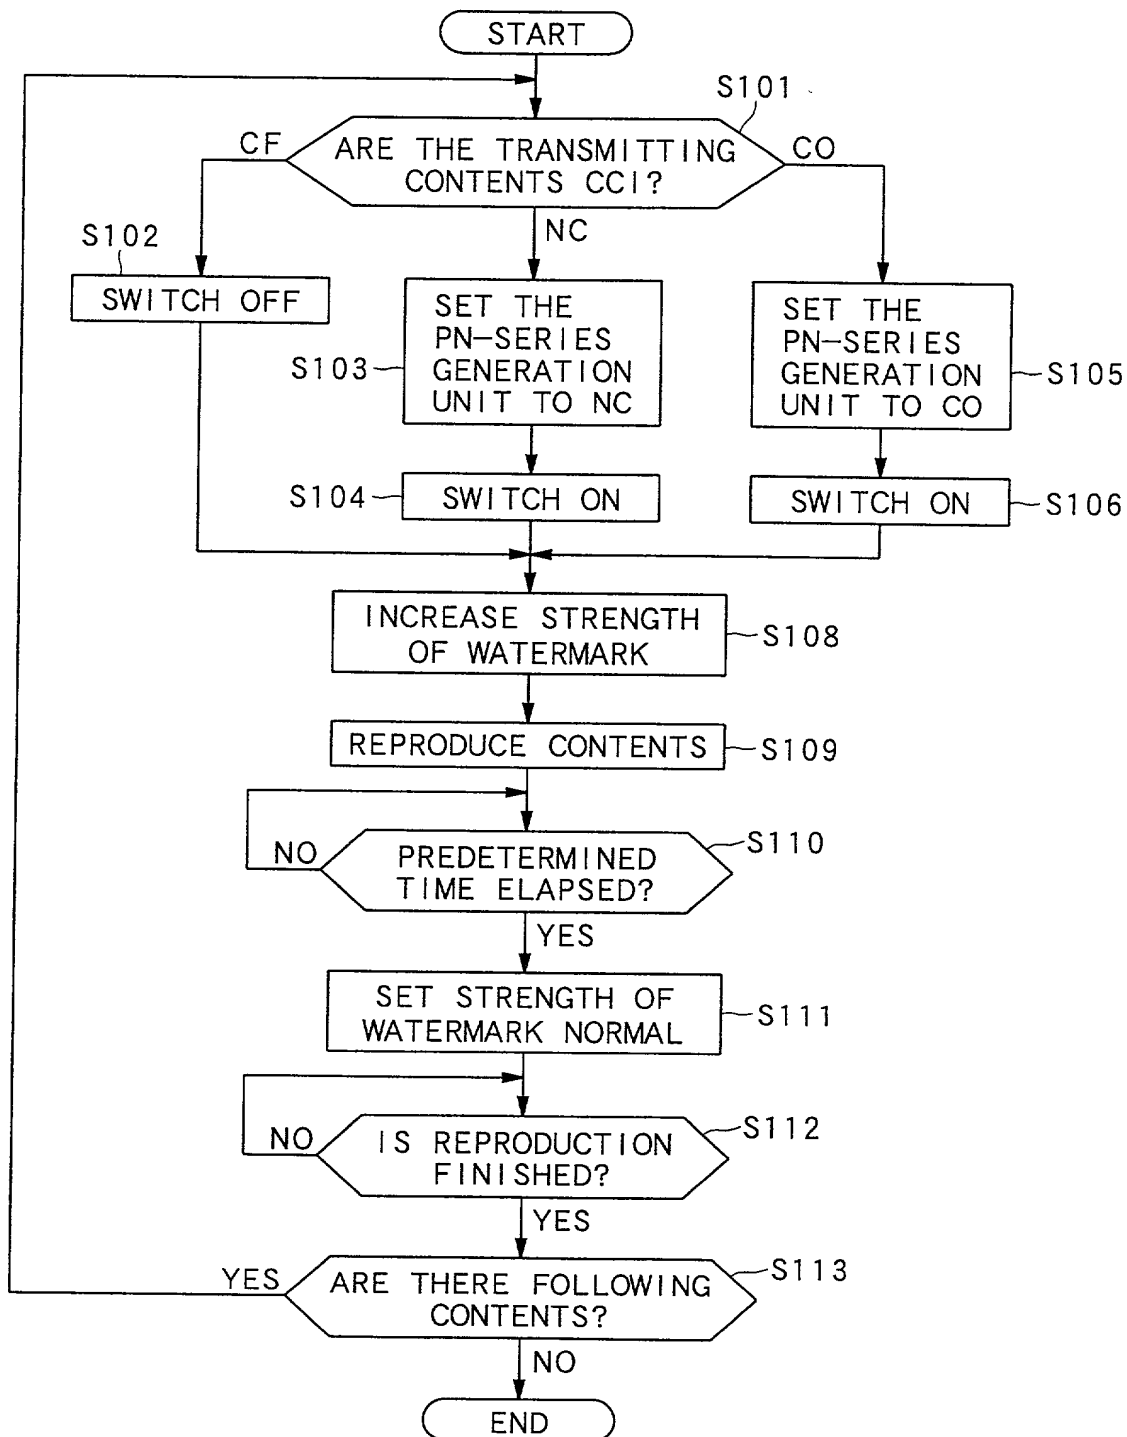 START
S101
CF
ARE THE TRANSMITTING
CONTENTS CCI?
CO
NC
S102
SWITCH OFF
S103
SET THE
PN-SERIES
GENERATION
UNIT TO NC
SET THE
PN-SERIES
GENERATION
UNIT TO CO
S105
S104
SWITCH ON
SWITCH ON
S106
INCREASE STRENGTH
OF WATERMARK
S108
REPRODUCE CONTENTS
S109
NO
PREDETERMINED
TIME ELAPSED?
S110
YES
SET STRENGTH OF
WATERMARK NORMAL
S111
NO
IS REPRODUCTION
FINISHED?
S112
YES
YES
ARE THERE FOLLOWING
CONTENTS?
S113
NO
END